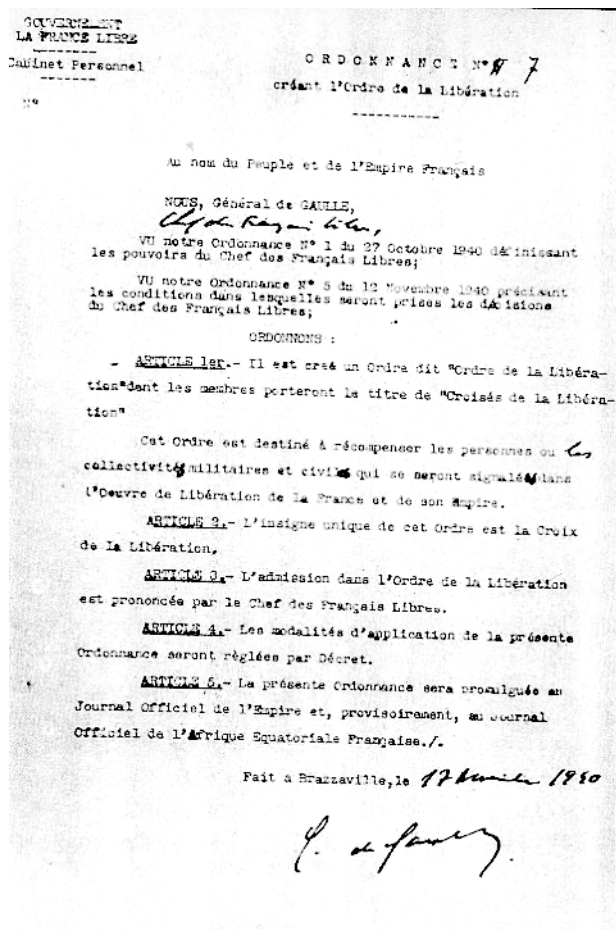 GOUVERNEMENT
LA FRANCE LIBRE
Cabinet Personnel
N°
ORDONNANCE N° 7
créant l'Ordre de la Libération
Au nom du Peuple et de l'Empire Français
NOUS, Général de GAULLE,
Chef des Français Libres,
VU notre Ordonnance N° 1 du 27 Octobre 1940 définissant
les pouvoirs du Chef des Français Libres;
VU notre Ordonnance N° 5 du 12 Novembre 1940 précisant
les conditions dans lesquelles seront prises les décisions
du Chef des Français Libres;
ORDONNONS :
ARTICLE 1er.- Il est creé un Ordre dit "Ordre de la Libéra-
tion"dont les membres porteront le titre de "Croisés de la Libéra-
tion"
Cet Ordre est destiné à récompenser les personnes ou les
collectivités militaires et civiles qui se seront signalés dans
l'Oeuvre de Libération de la France et de son Empire.
ARTICLE 2.- L'insigne unique de cet Ordre est la Croix
de la Libération.
ARTICLE 3.- L'admission dans l'Ordre de la Libération
est prononcée par le Chef des Français Libres.
ARTICLE 4.- Les modalités d'application de la présente
Ordonnance seront règlées par Décret.
ARTICLE 5.- La présente Ordonnance sera promulguée au
Journal Officiel de l'Empire et, provisoirement, au Journal
Officiel de l'Afrique Equatoriale Française./.
Fait à Brazzaville, le 17 1940
C. de Gaulle